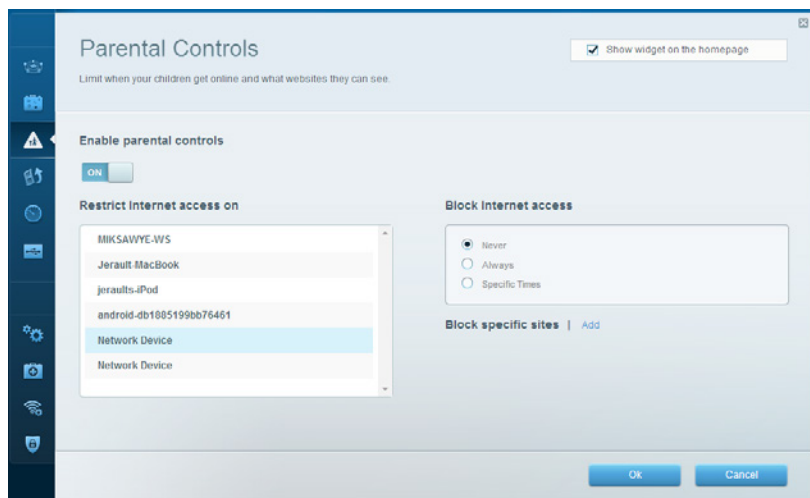 Parental Controls
Show widget on the homepage
Limit when your children get online and what websites they can see.
Enable parental controls
ON
Restrict Internet access on
Block Internet access
MIKSAWYE-WS
Jerault-MacBook
jeraults-iPod
android-db1885199bb76461
Network Device
Network Device
Never
Always
Specific Times
Block specific sites | Add
Ok
Cancel